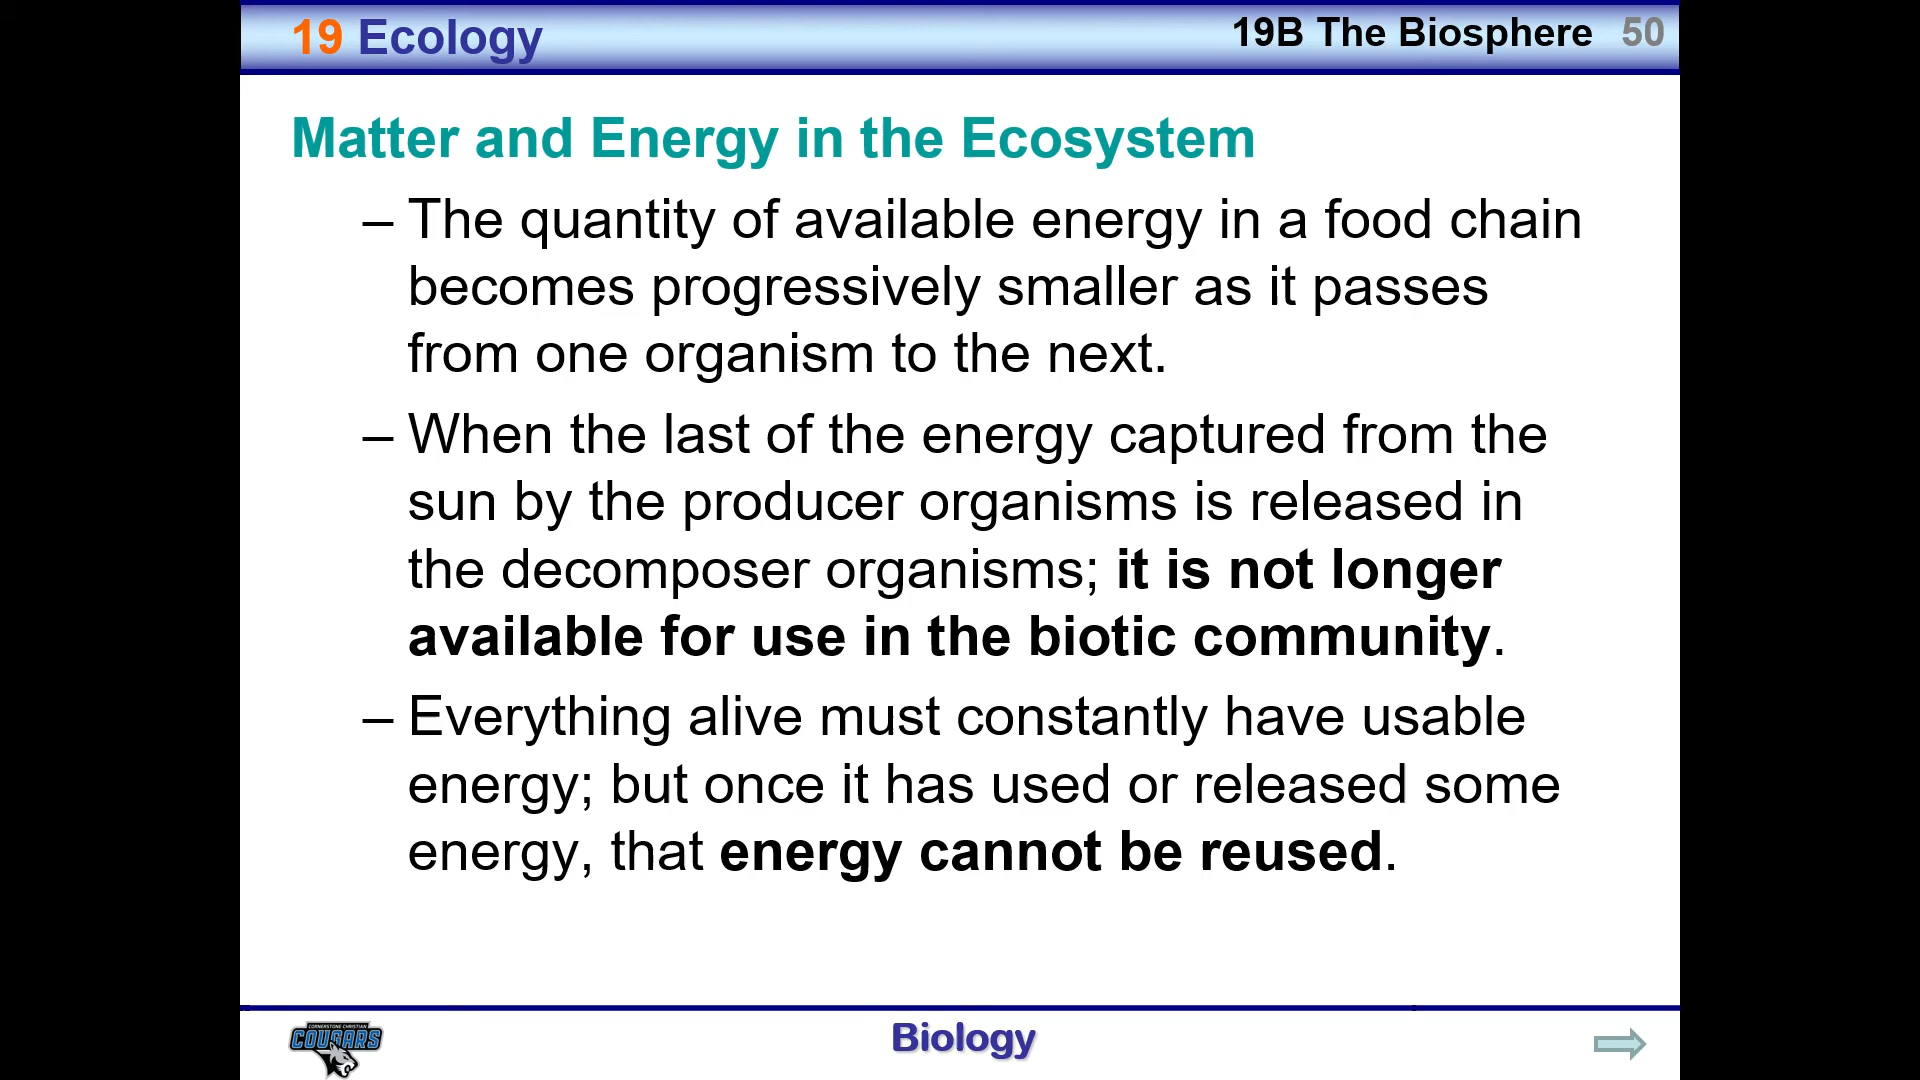 19 Ecology
19B The Biosphere 50
Matter and Energy in the Ecosystem
– The quantity of available energy in a food chain
becomes progressively smaller as it passes
from one organism to the next.
– When the last of the energy captured from the
sun by the producer organisms is released in
the decomposer organisms; it is not longer
available for use in the biotic community.
– Everything alive must constantly have usable
energy; but once it has used or released some
energy, that energy cannot be reused.
CORNERSTONE CHRISTIAN
COUGARS
Biology